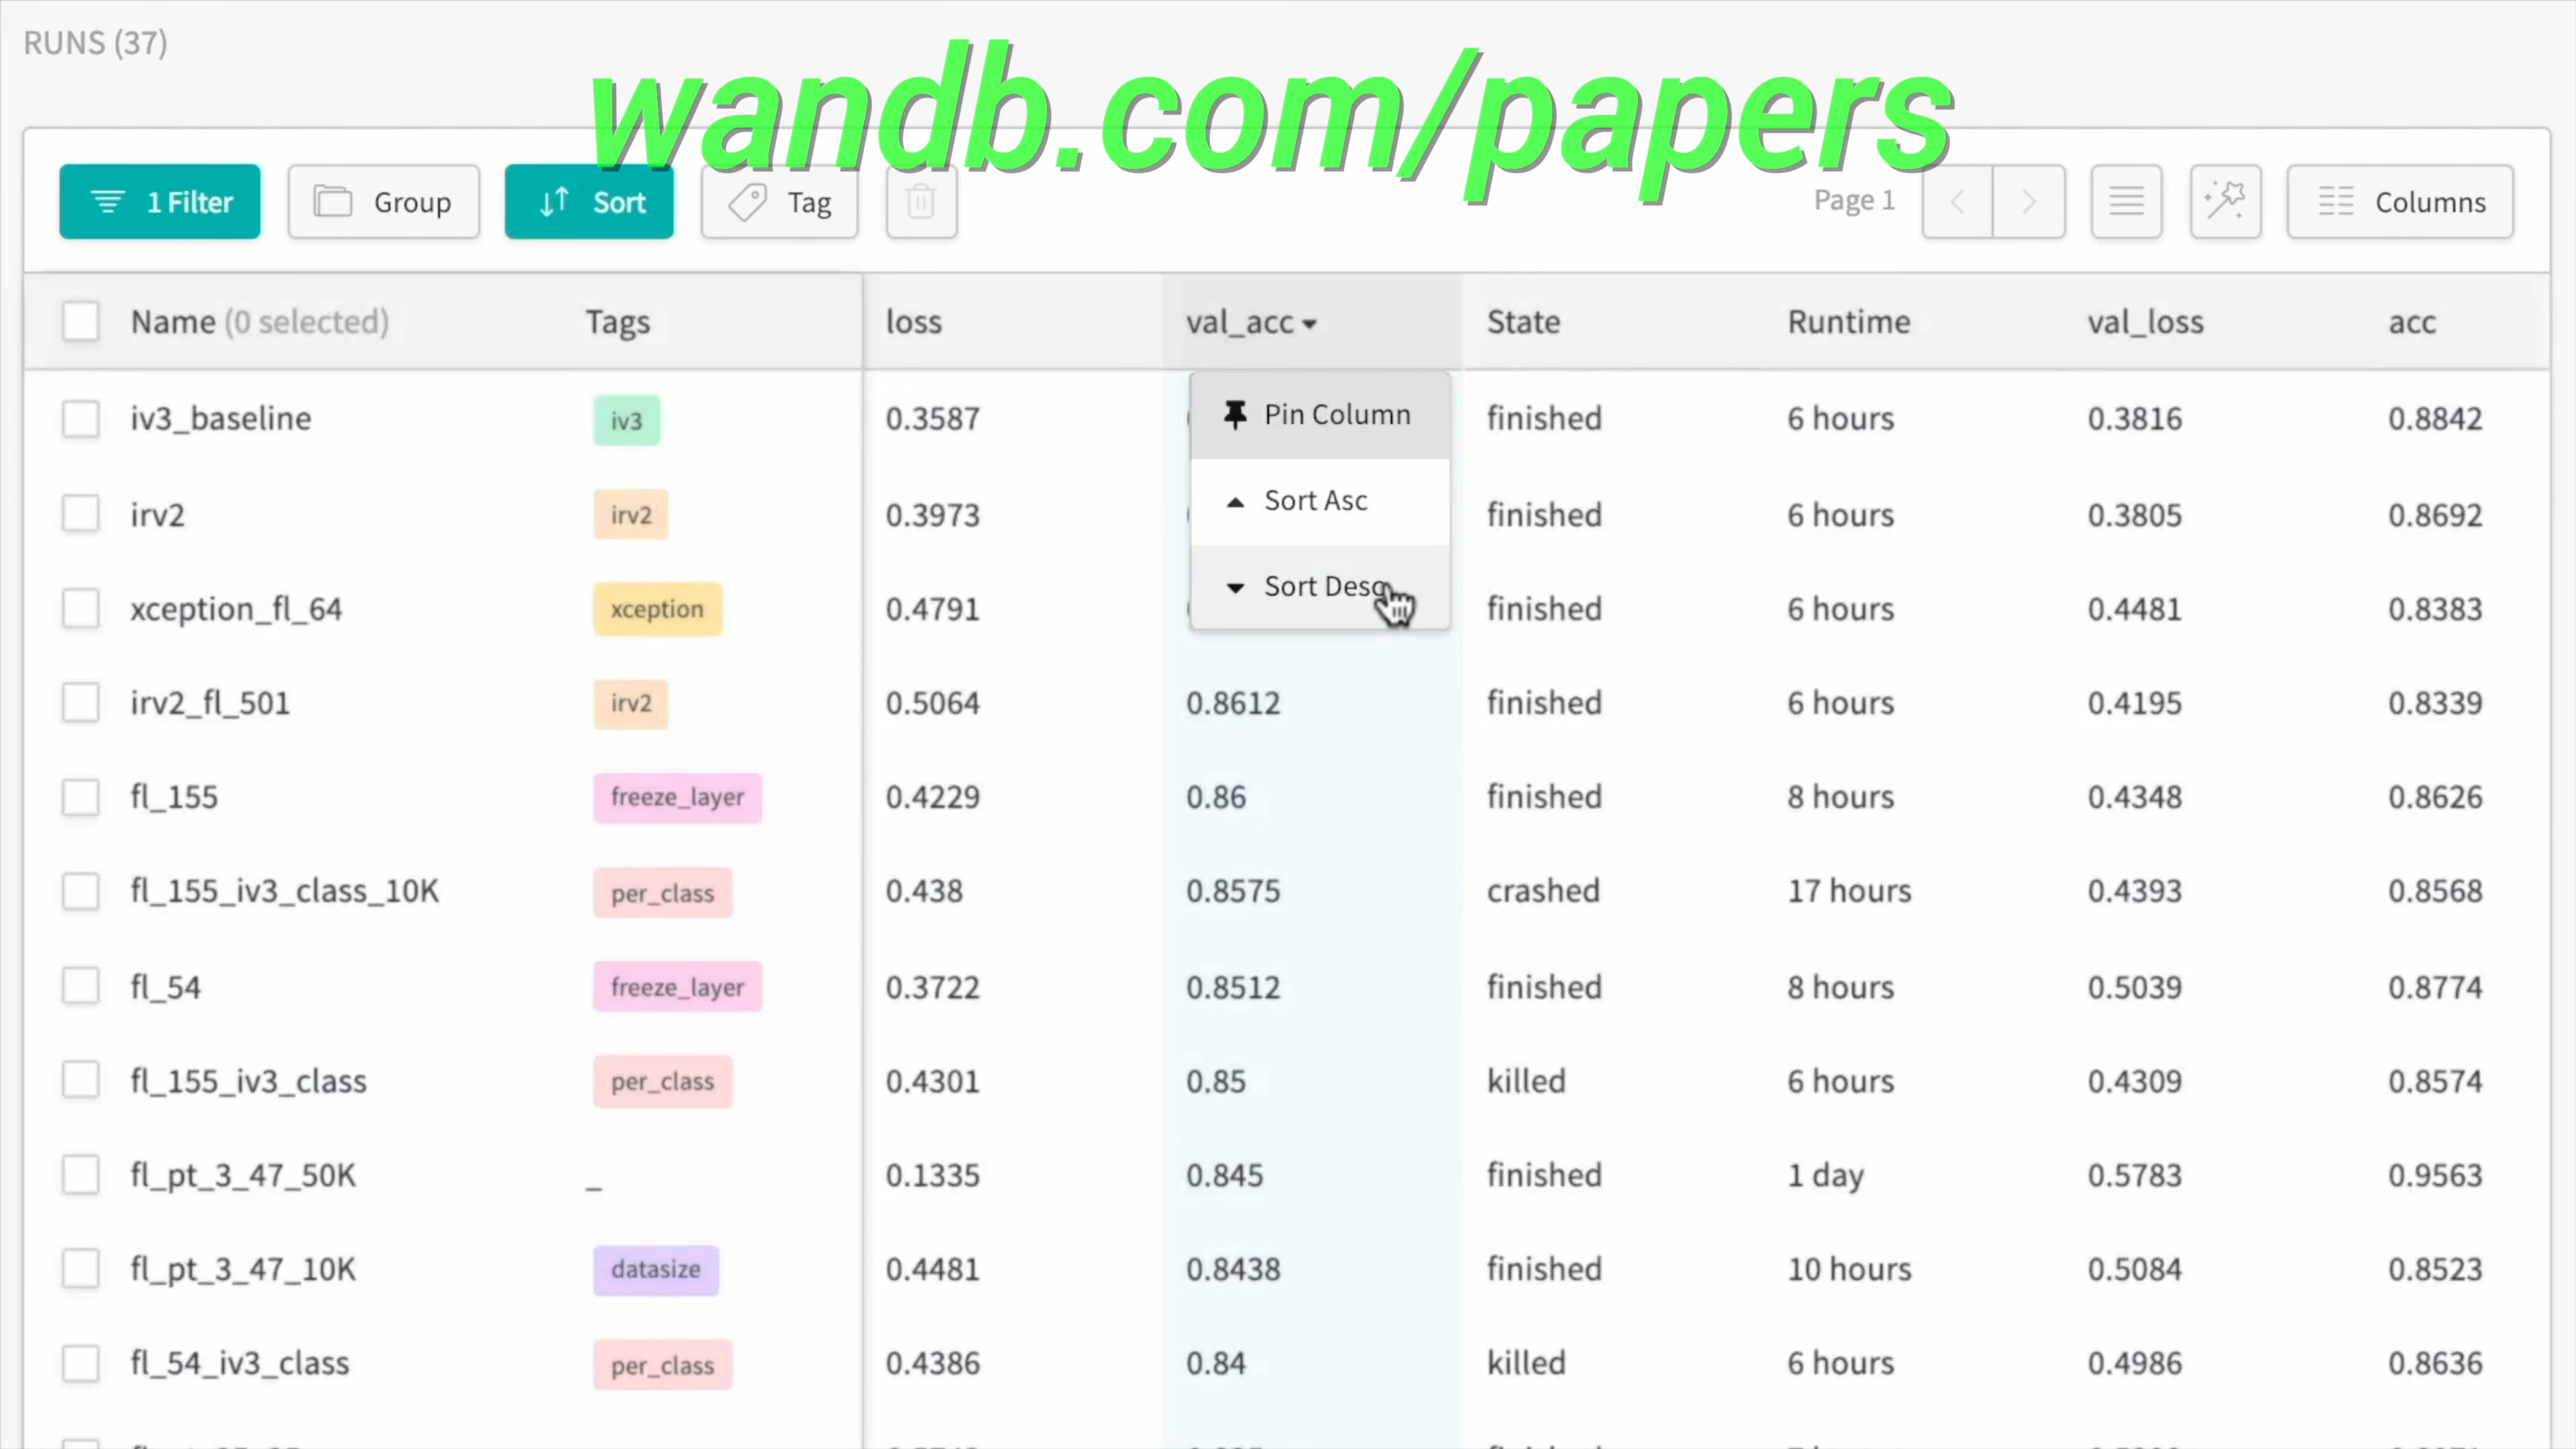 RUNS (37)
wandb.com/papers
1 Filter Group Sort Tag Page 1 Columns
Name (0 selected) Tags loss val_acc State Runtime val_loss acc
iv3_baseline iv3 0.3587 Pin Column finished 6 hours 0.3816 0.8842
irv2 irv2 0.3973 Sort Asc finished 6 hours 0.3805 0.8692
xception_fl_64 xception 0.4791 Sort Desc finished 6 hours 0.4481 0.8383
irv2_fl_501 irv2 0.5064 0.8612 finished 6 hours 0.4195 0.8339
fl_155 freeze_layer 0.4229 0.86 finished 8 hours 0.4348 0.8626
fl_155_iv3_class_10K per_class 0.438 0.8575 crashed 17 hours 0.4393 0.8568
fl_54 freeze_layer 0.3722 0.8512 finished 8 hours 0.5039 0.8774
fl_155_iv3_class per_class 0.4301 0.85 killed 6 hours 0.4309 0.8574
fl_pt_3_47_50K _ 0.1335 0.845 finished 1 day 0.5783 0.9563
fl_pt_3_47_10K datasize 0.4481 0.8438 finished 10 hours 0.5084 0.8523
fl_54_iv3_class per_class 0.4386 0.84 killed 6 hours 0.4986 0.8636